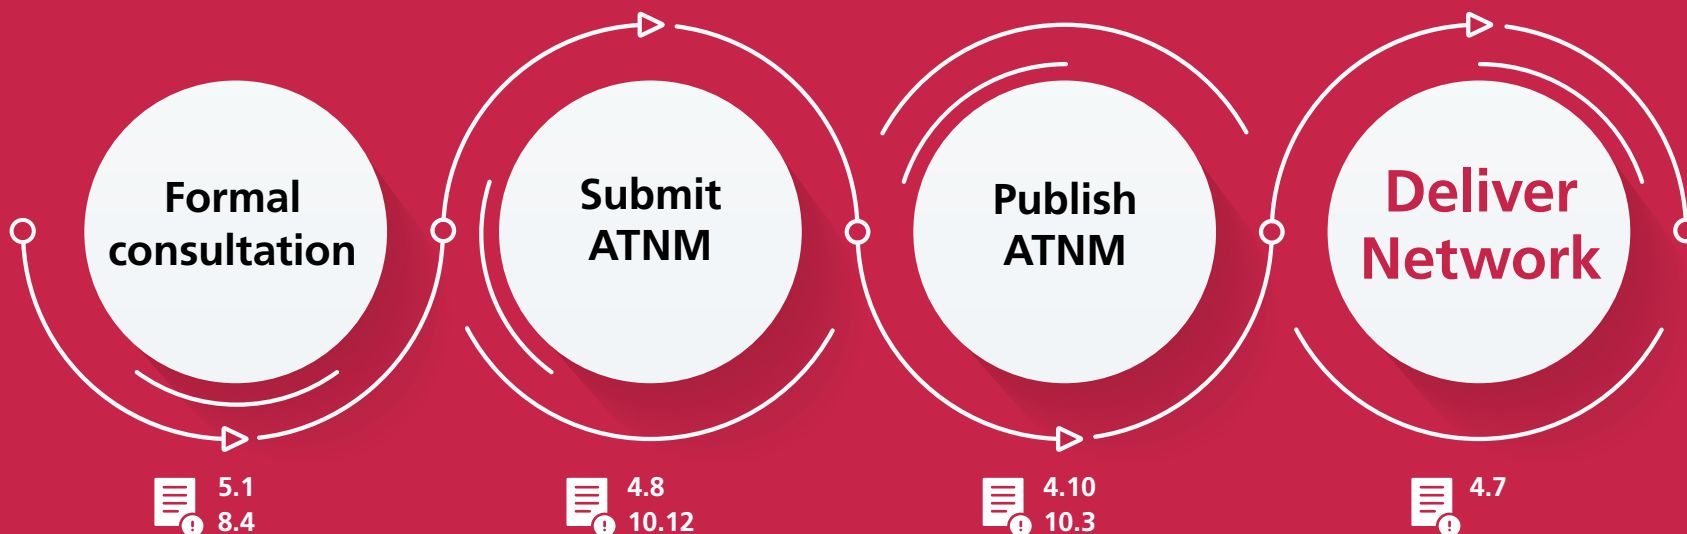 Formal
consultation
Submit
ATNM
Publish
ATNM
Deliver
Network
5.1
8.4
4.8
10.12
4.10
10.3
4.7